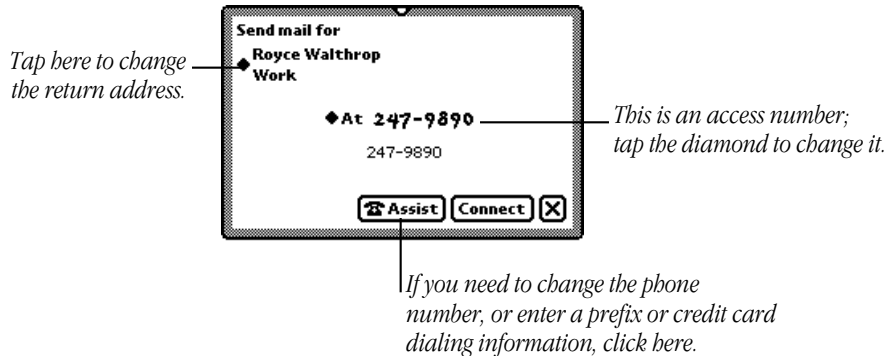 Send mail for
Royce Walthrop
Work
Tap here to change
the return address.
◆At 247-9890
247-9890
This is an access number;
tap the diamond to change it.
Assist Connect X
If you need to change the phone
number, or enter a prefix or credit card
dialing information, click here.